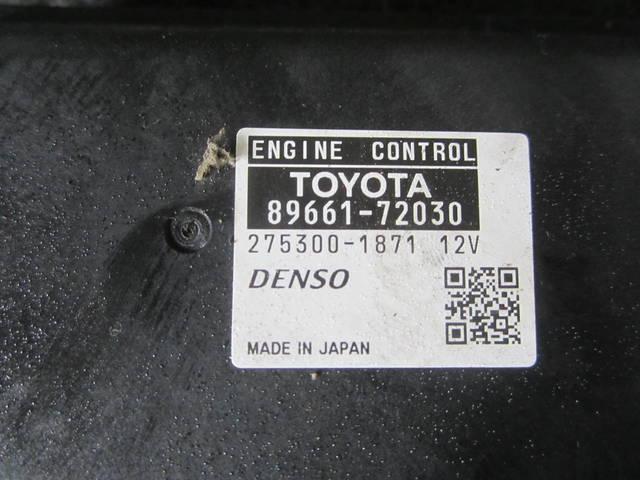 ENGINE CONTROL
TOYOTA
89661-72030
275300-1871 12V
DENSO
MADE IN JAPAN